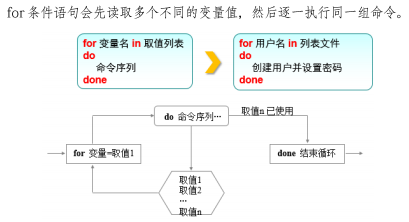 for 条件语句会先读取多个不同的变量值，然后逐一执行同一组命令。
for 变量名 in 取值列表
do
命令序列
done
for 用户名 in 列表文件
do
创建用户并设置密码
done
do 命令序列…
取值n 已使用
for 变量=取值1
done 结束循环
取值1
取值2
…
取值n